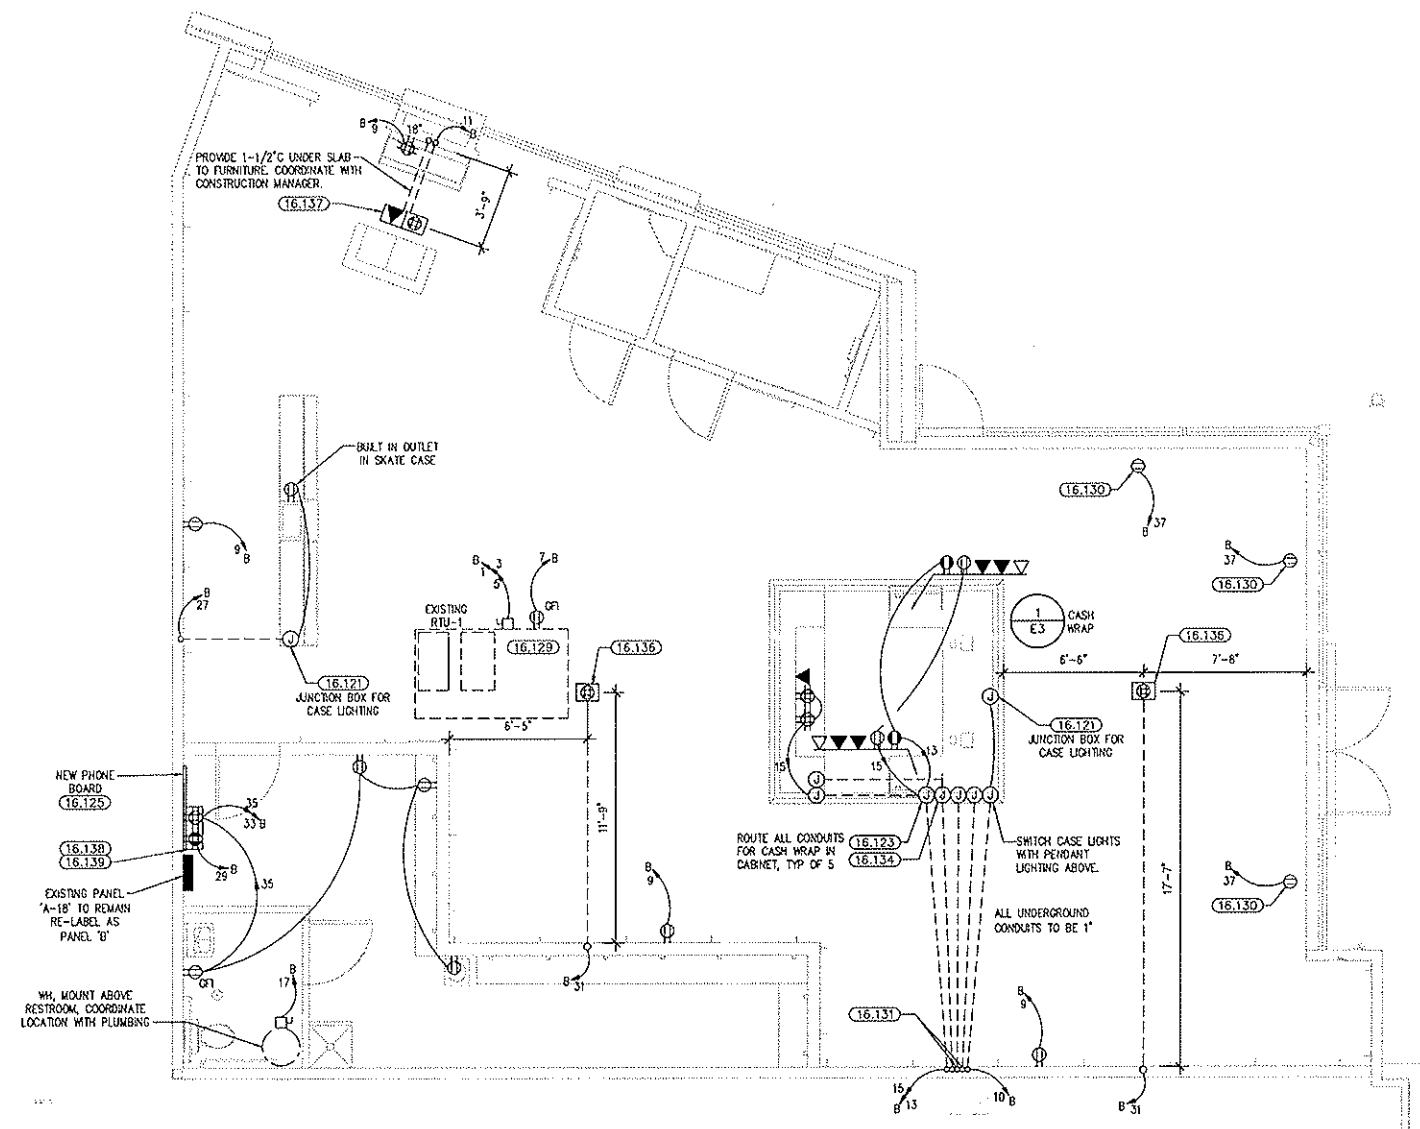 B
9
18"
11
B
PROVIDE 1-1/2"C UNDER SLAB
TO FURNITURE. COORDINATE WITH
CONSTRUCTION MANAGER.
16.137
3'-9"
BUILT IN OUTLET
IN SKATE CASE
16.130
B 37
9 B
B
27
B
1 3
5
7 B
GFI
EXISTING
RTU-1
J
16.129
16.136
B
37
16.130
1
E3
CASH
WRAP
16.136
6'-6"
7'-8"
J
16.121
JUNCTION BOX FOR
CASE LIGHTING
6'-5"
J
16.121
JUNCTION BOX FOR
CASE LIGHTING
15
15
13
J
J
J J J J J
NEW PHONE
BOARD
16.125
35
33 B
16.138
16.139
B
29
35
EXISTING PANEL
'A-18' TO REMAIN
RE-LABEL AS
PANEL 'B'
11'-9"
B
9
ROUTE ALL CONDUITS
FOR CASH WRAP IN
CABINET, TYP OF 5
16.123
16.134
SWITCH CASE LIGHTS
WITH PENDANT
LIGHTING ABOVE.
B
37
16.130
17'-7"
ALL UNDERGROUND
CONDUITS TO BE 1"
GFI
B
17
J
B 31
WH, MOUNT ABOVE
RESTROOM, COORDINATE
LOCATION WITH PLUMBING
16.131
B
9
15
B 13
10 B
B 31